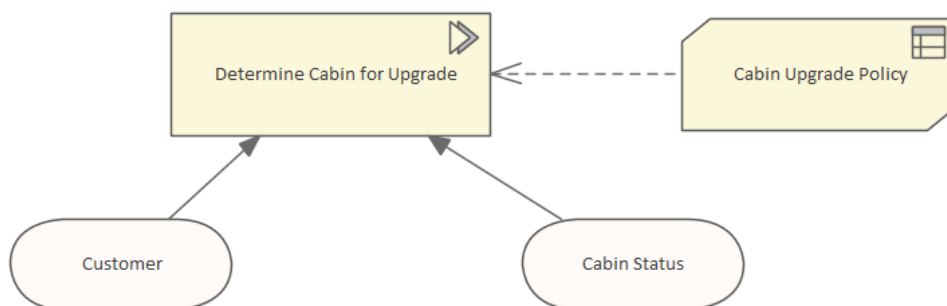 Determine Cabin for Upgrade
Cabin Upgrade Policy
Customer
Cabin Status